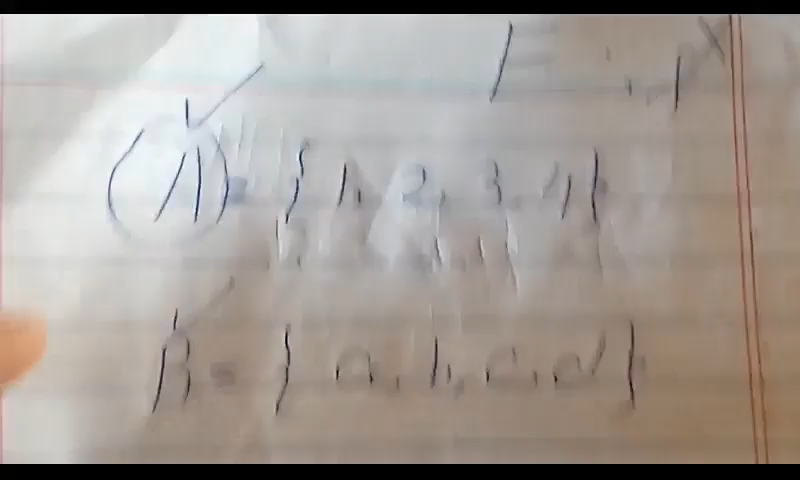 A = { 1, 2, 3, 4 }
B = { a, b, c, d }